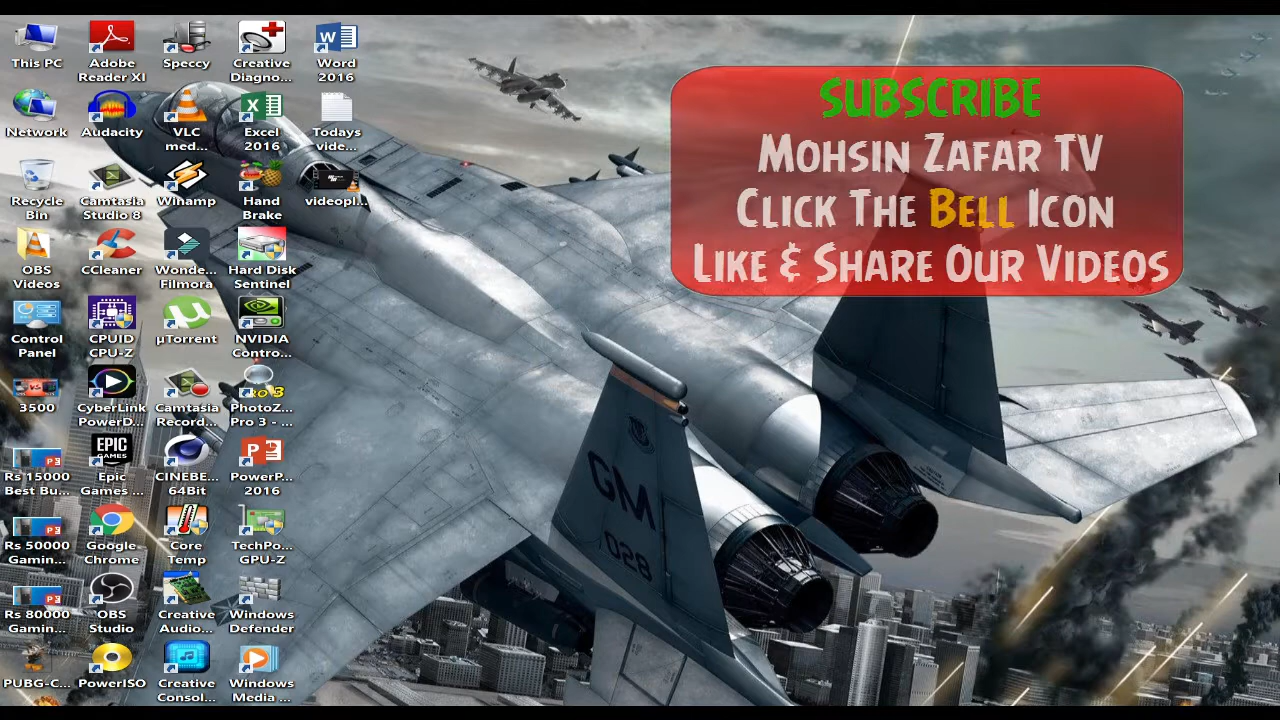 This PC
Adobe
Reader XI
Speccy
Creative
Diagno...
Word
2016
Network
Audacity
VLC
med...
Excel
2016
Todays
vide...
Recycle
Bin
Camtasia
Studio 8
Winamp
Hand
Brake
videopl...
OBS
Videos
CCleaner
Wonde...
Filmora
Hard Disk
Sentinel
Control
Panel
CPUID
CPU-Z
µTorrent
NVIDIA
Contro...
3500
CyberLink
PowerD...
Camtasia
Record...
PhotoZ...
Pro 3 - ...
Rs 15000
Best Bu...
EPIC
GAMES
Epic
Games ...
CINEBE...
64Bit
PowerP...
2016
Rs 50000
Gamin...
Google
Chrome
Core
Temp
TechPo...
GPU-Z
Rs 80000
Gamin...
OBS
Studio
Creative
Audio...
Windows
Defender
PUBG-C...
PowerISO
Creative
Consol...
Windows
Media ...
SUBSCRIBE
MOHSIN ZAFAR TV
CLICK THE BELL ICON
LIKE & SHARE OUR VIDEOS
GM
028